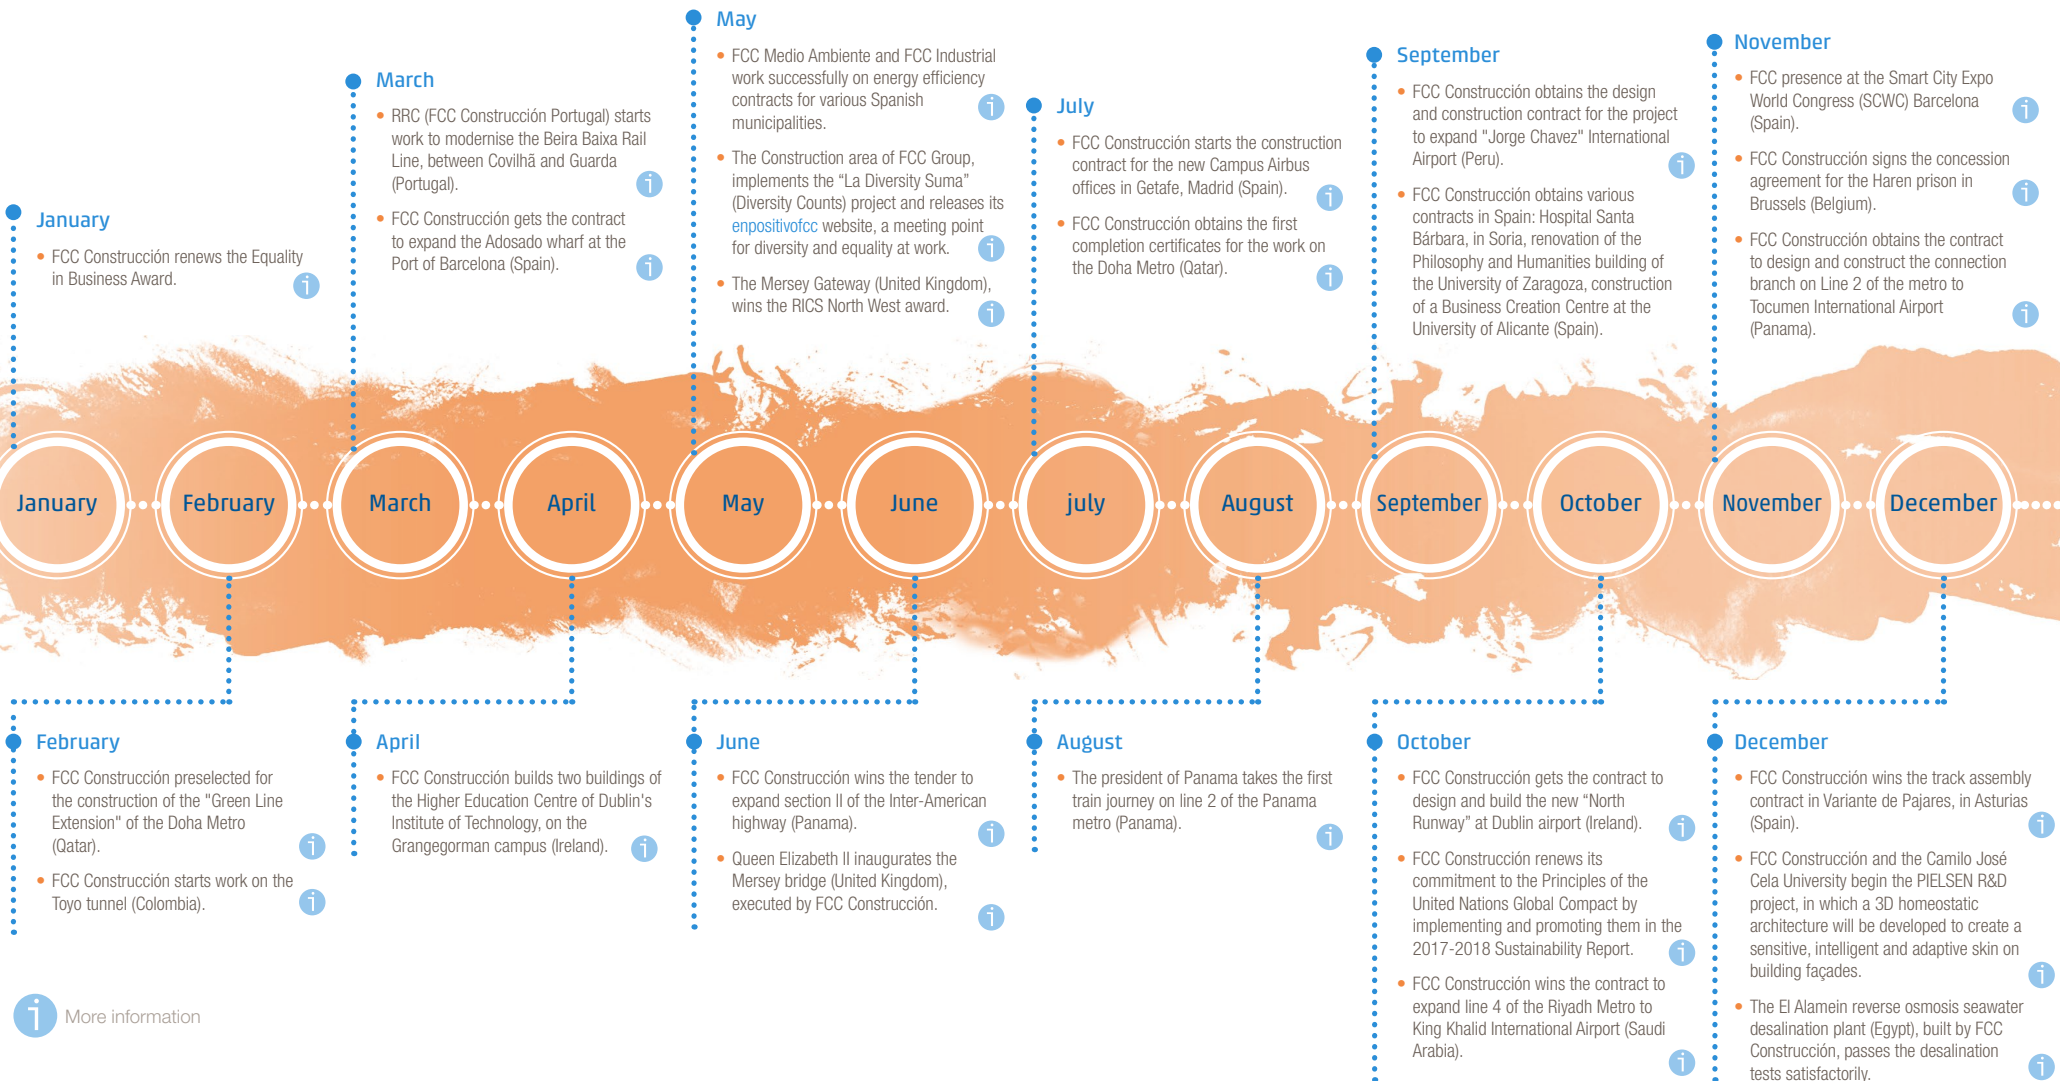 January
• FCC Construcción renews the Equality
in Business Award.
March
• RRC (FCC Construcción Portugal) starts
work to modernise the Beira Baixa Rail
Line, between Covilhã and Guarda
(Portugal).
• FCC Construcción gets the contract
to expand the Adosado wharf at the
Port of Barcelona (Spain).
May
• FCC Medio Ambiente and FCC Industrial
work successfully on energy efficiency
contracts for various Spanish
municipalities.
• The Construction area of FCC Group,
implements the “La Diversity Suma”
(Diversity Counts) project and releases its
enpositivofcc website, a meeting point
for diversity and equality at work.
• The Mersey Gateway (United Kingdom),
wins the RICS North West award.
July
• FCC Construcción starts the construction
contract for the new Campus Airbus
offices in Getafe, Madrid (Spain).
• FCC Construcción obtains the first
completion certificates for the work on
the Doha Metro (Qatar).
September
• FCC Construcción obtains the design
and construction contract for the project
to expand "Jorge Chavez" International
Airport (Peru).
• FCC Construcción obtains various
contracts in Spain: Hospital Santa
Bárbara, in Soria, renovation of the
Philosophy and Humanities building of
the University of Zaragoza, construction
of a Business Creation Centre at the
University of Alicante (Spain).
November
• FCC presence at the Smart City Expo
World Congress (SCWC) Barcelona
(Spain).
• FCC Construcción signs the concession
agreement for the Haren prison in
Brussels (Belgium).
• FCC Construcción obtains the contract
to design and construct the connection
branch on Line 2 of the metro to
Tocumen International Airport
(Panama).
January February March April May June july August September October November December
February
• FCC Construcción preselected for
the construction of the "Green Line
Extension" of the Doha Metro
(Qatar).
• FCC Construcción starts work on the
Toyo tunnel (Colombia).
April
• FCC Construcción builds two buildings of
the Higher Education Centre of Dublin's
Institute of Technology, on the
Grangegorman campus (Ireland).
June
• FCC Construcción wins the tender to
expand section II of the Inter-American
highway (Panama).
• Queen Elizabeth II inaugurates the
Mersey bridge (United Kingdom),
executed by FCC Construcción.
August
• The president of Panama takes the first
train journey on line 2 of the Panama
metro (Panama).
October
• FCC Construcción gets the contract to
design and build the new “North
Runway” at Dublin airport (Ireland).
• FCC Construcción renews its
commitment to the Principles of the
United Nations Global Compact by
implementing and promoting them in the
2017-2018 Sustainability Report.
• FCC Construcción wins the contract to
expand line 4 of the Riyadh Metro to
King Khalid International Airport (Saudi
Arabia).
December
• FCC Construcción wins the track assembly
contract in Variante de Pajares, in Asturias
(Spain).
• FCC Construcción and the Camilo José
Cela University begin the PIELSEN R&D
project, in which a 3D homeostatic
architecture will be developed to create a
sensitive, intelligent and adaptive skin on
building façades.
• The El Alamein reverse osmosis seawater
desalination plant (Egypt), built by FCC
Construcción, passes the desalination
tests satisfactorily.
More information